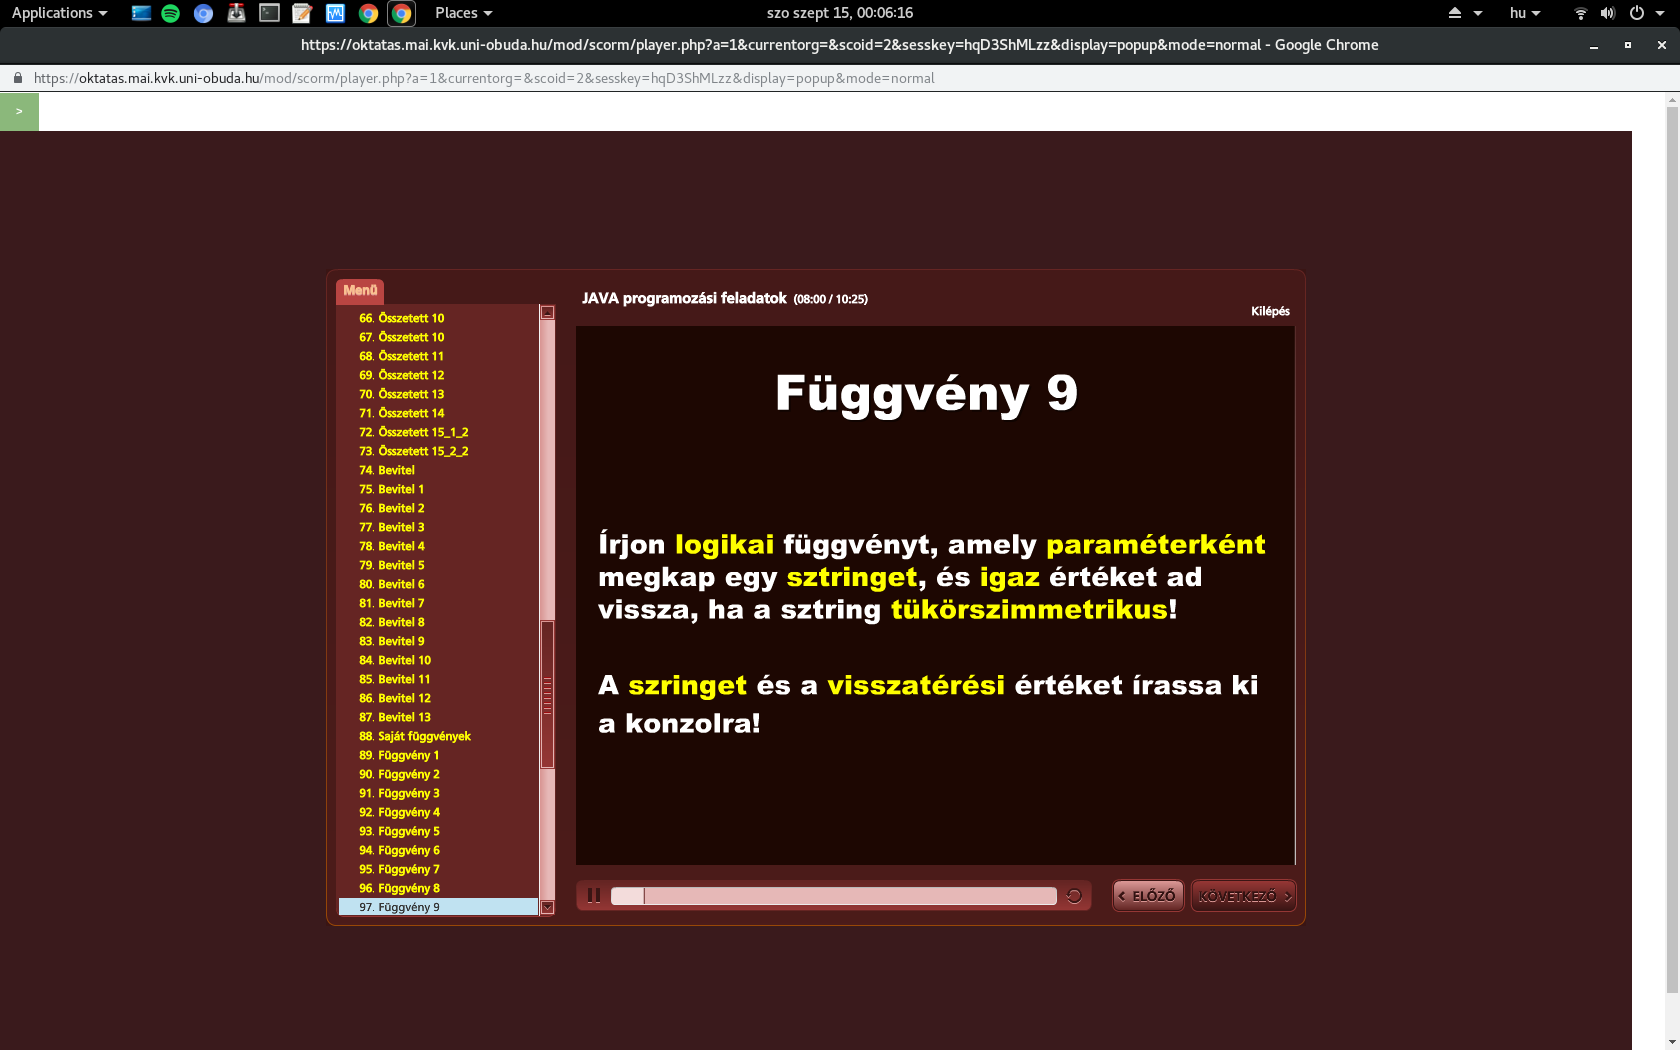 Applications
Places
szo szept 15, 00:06:16
hu
https://oktatas.mai.kvk.uni-obuda.hu/mod/scorm/player.php?a=1&currentorg=&scoid=2&sesskey=hqD3ShMLzz&display=popup&mode=normal - Google Chrome
https://oktatas.mai.kvk.uni-obuda.hu/mod/scorm/player.php?a=1&currentorg=&scoid=2&sesskey=hqD3ShMLzz&display=popup&mode=normal
>
Menü
66. Összetett 10
67. Összetett 10
68. Összetett 11
69. Összetett 12
70. Összetett 13
71. Összetett 14
72. Összetett 15_1_2
73. Összetett 15_2_2
74. Bevitel
75. Bevitel 1
76. Bevitel 2
77. Bevitel 3
78. Bevitel 4
79. Bevitel 5
80. Bevitel 6
81. Bevitel 7
82. Bevitel 8
83. Bevitel 9
84. Bevitel 10
85. Bevitel 11
86. Bevitel 12
87. Bevitel 13
88. Saját függvények
89. Függvény 1
90. Függvény 2
91. Függvény 3
92. Függvény 4
93. Függvény 5
94. Függvény 6
95. Függvény 7
96. Függvény 8
97. Függvény 9
JAVA programozási feladatok (08:00 / 10:25)
Kilépés
Függvény 9
Írjon logikai függvényt, amely paraméterként
megkap egy sztringet, és igaz értéket ad
vissza, ha a sztring tükörszimmetrikus!
A szringet és a visszatérési értéket írassa ki
a konzolra!
< ELŐZŐ
KÖVETKEZŐ >